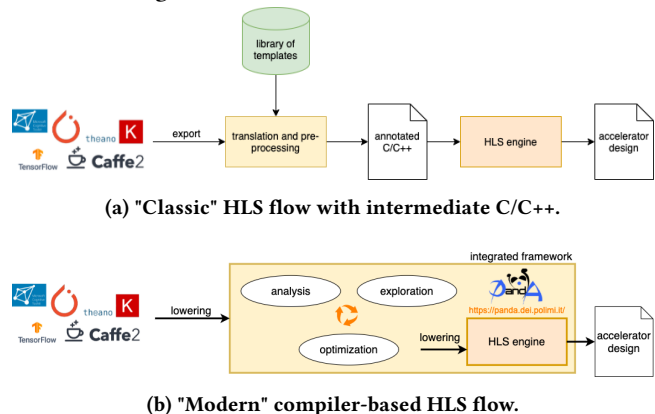 library of
templates
theano K
TensorFlow Caffe2
export
translation and pre-
processing
annotated
C/C++
HLS engine
accelerator
design
(a) "Classic" HLS flow with intermediate C/C++.
integrated framework
analysis
exploration
PandA
https://panda.dei.polimi.it/
theano K
TensorFlow Caffe2
lowering
optimization
lowering
HLS engine
accelerator
design
(b) "Modern" compiler-based HLS flow.